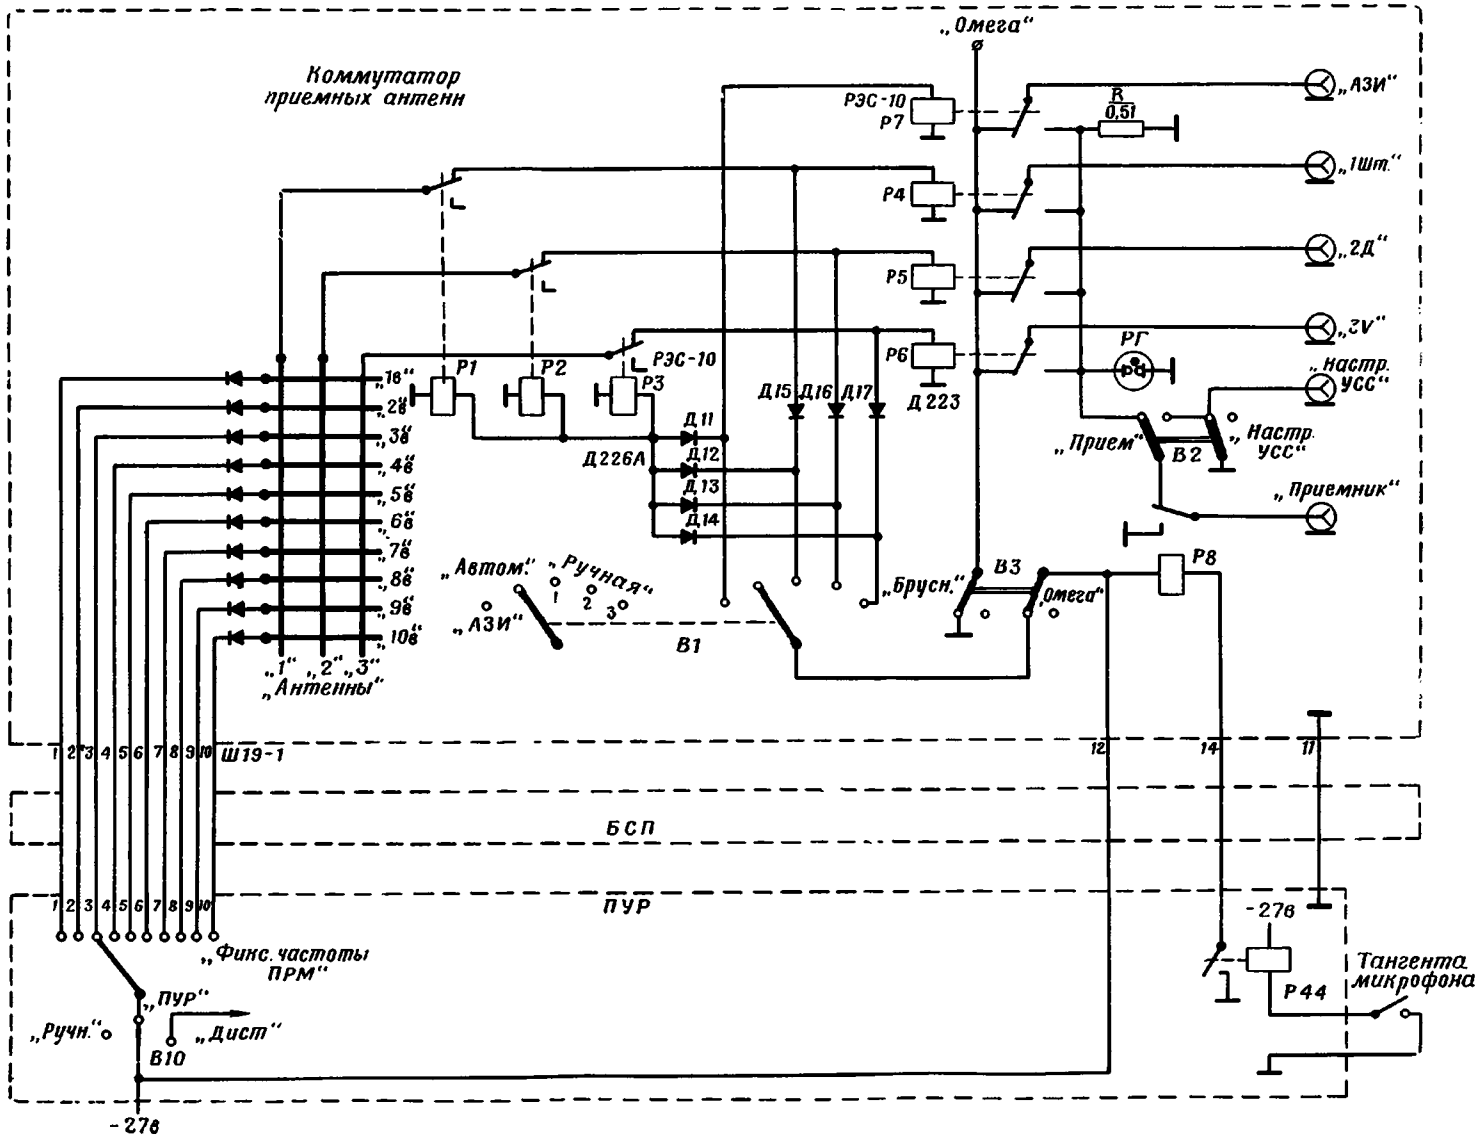 „Омега“
Коммутатор
приемных антенн
РЭС-10
Р7
R
0,51
„АЗИ“
Р4
„1Шт.“
Р5
„2Д“
Р6
Д223
РГ
„3V“
„Настр.
УСС“
РЭС-10
Р1
Р2
Р3
„1в“
„2в“
„3в“
„4в“
„5в“
„6в“
„7в“
„8в“
„9в“
„10в“
Д15
Д16
Д17
Д11
Д226А
Д12
Д13
Д14
„Прием“
В2
„Настр.
УСС“
„Приемник“
„Автом.“
„Ручная“
1
2
3
„АЗИ“
В1
„Брусн.“
В3
„Омега“
Р8
„1“
„2“
„3“
„Антенны“
1 2 3 4 5 6 7 8 9 10
Ш19-1
12
14
11
БСП
ПУР
1 2 3 4 5 6 7 8 9 10
„Фикс. частоты
ПРМ“
-27в
Р44
Тангента
микрофона
„ПУР“
„Ручн.“
„Дист“
В10
-27в